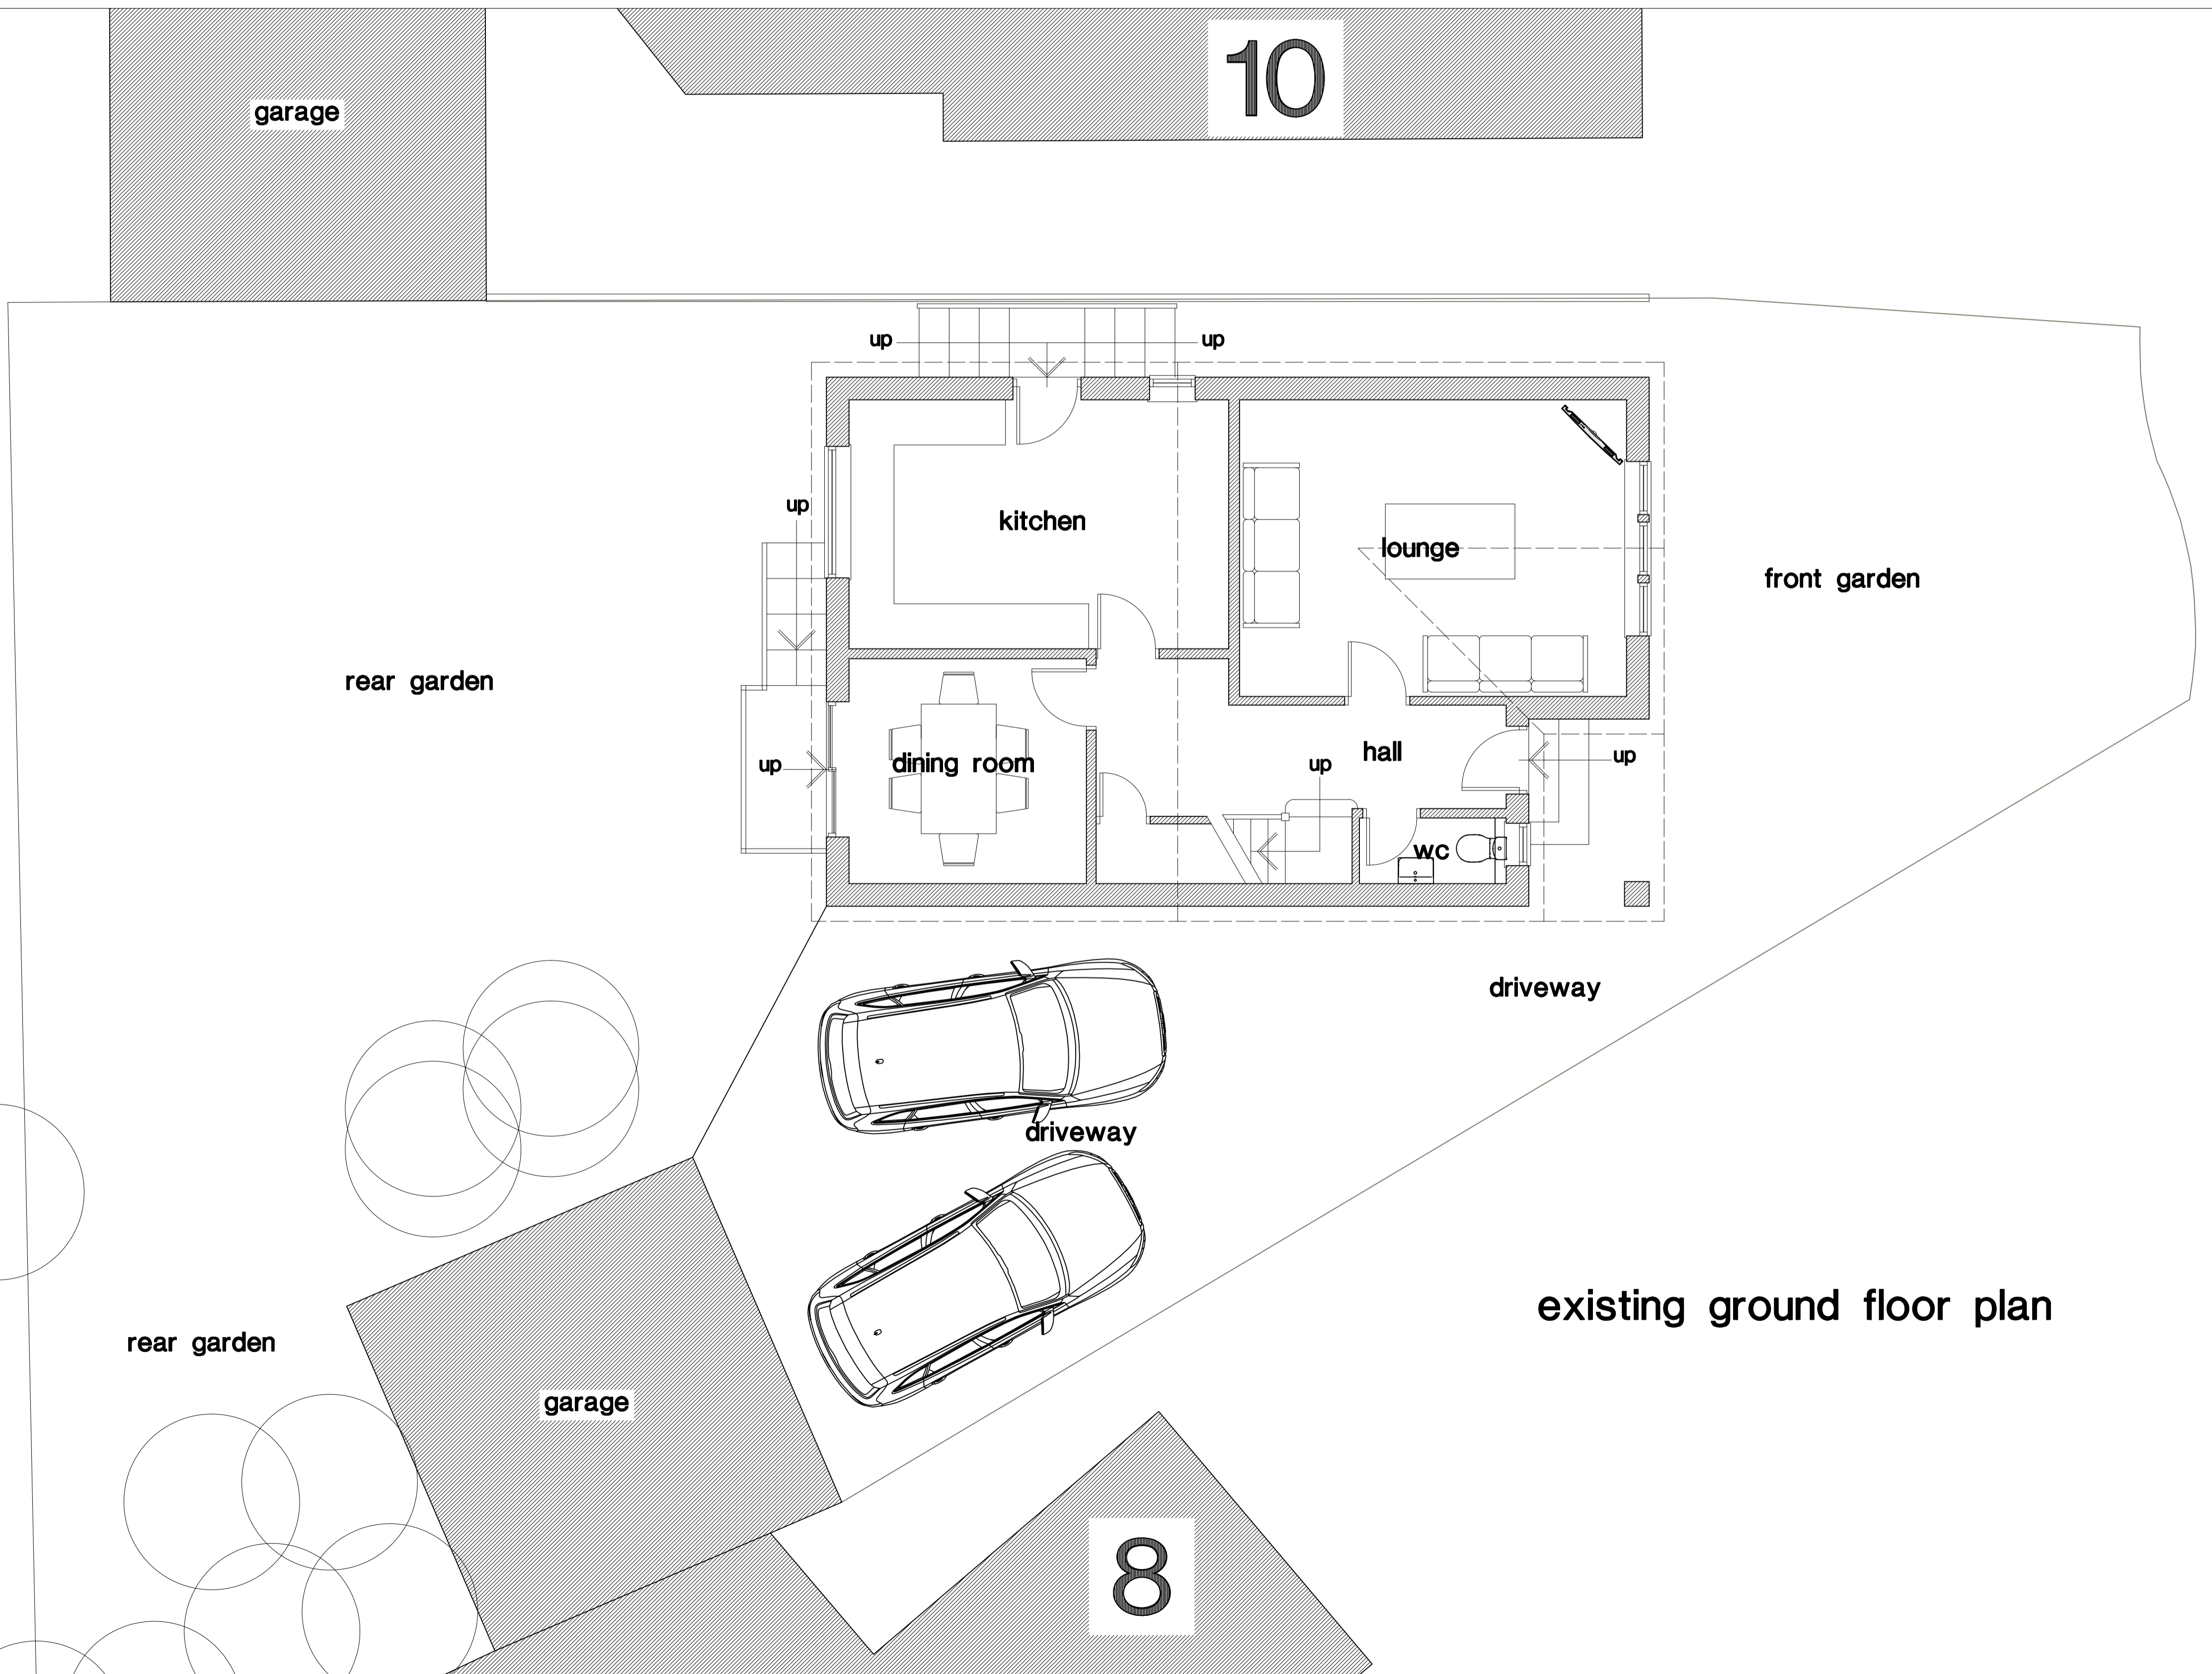 10
garage
up
up
up
kitchen
lounge
front garden
rear garden
hall
up
dining room
up
up
wc
driveway
driveway
existing ground floor plan
rear garden
garage
8